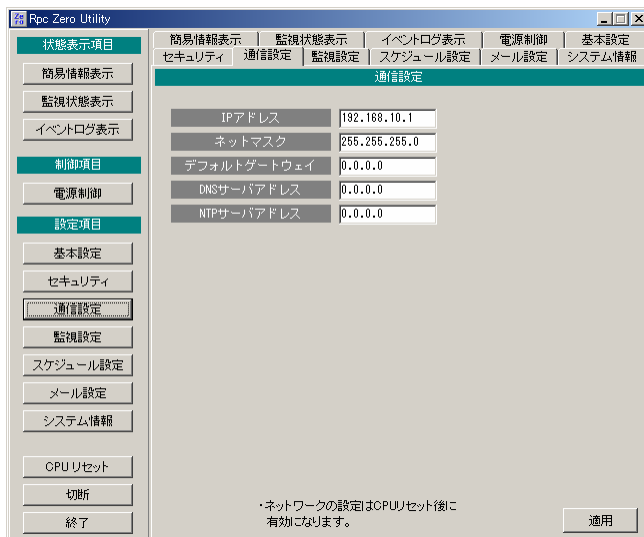 Rpc Zero Utility
状態表示項目
簡易情報表示
監視状態表示
イベントログ表示
制御項目
電源制御
設定項目
基本設定
セキュリティ
通信設定
監視設定
スケジュール設定
メール設定
システム情報
CPUリセット
切断
終了
簡易情報表示 監視状態表示 イベントログ表示 電源制御 基本設定
セキュリティ 通信設定 監視設定 スケジュール設定 メール設定 システム情報
通信設定
IPアドレス 192.168.10.1
ネットマスク 255.255.255.0
デフォルトゲートウェイ 0.0.0.0
DNSサーバアドレス 0.0.0.0
NTPサーバアドレス 0.0.0.0
・ネットワークの設定はCPUリセット後に
有効になります。
適用